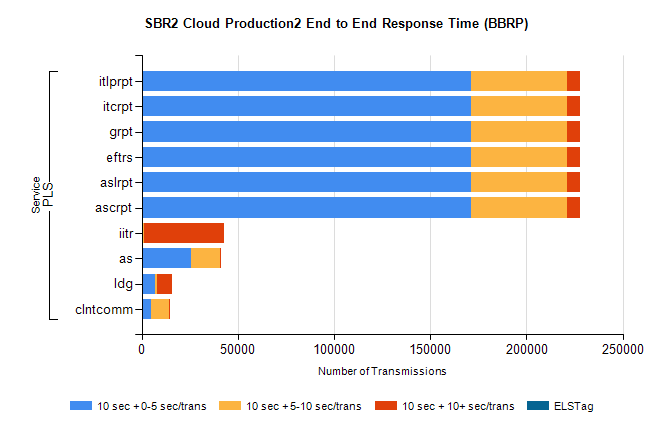 SBR2 Cloud Production2 End to End Response Time (BBRP)
itlprpt
itcrpt
grpt
eftrs
aslrpt
ascrpt
iitr
as
ldg
clntcomm
Service
PLS
0 50000 100000 150000 200000 250000
Number of Transmissions
10 sec +0-5 sec/trans 10 sec +5-10 sec/trans 10 sec + 10+ sec/trans ELSTag